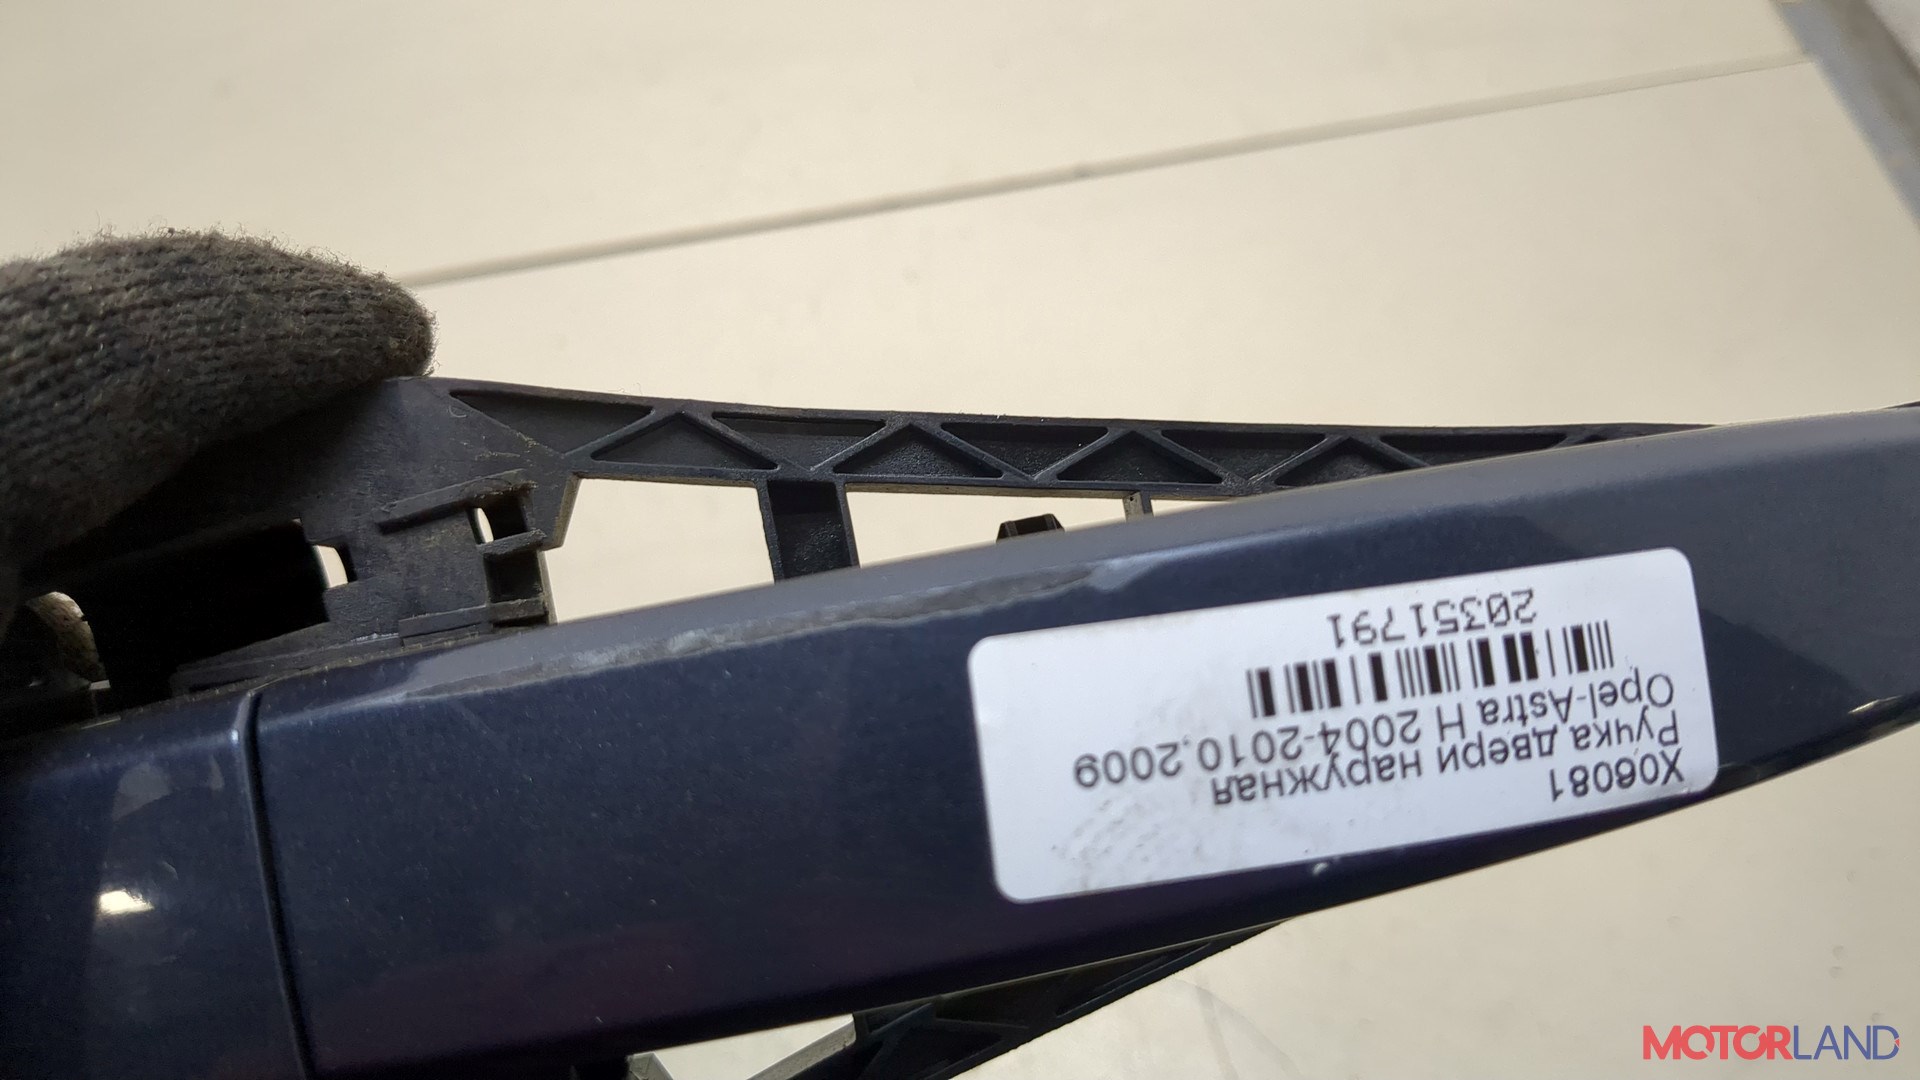 X06081
Ручка двери наружная
Opel-Astra H 2004-2010.2009
20351791
MOTORLAND